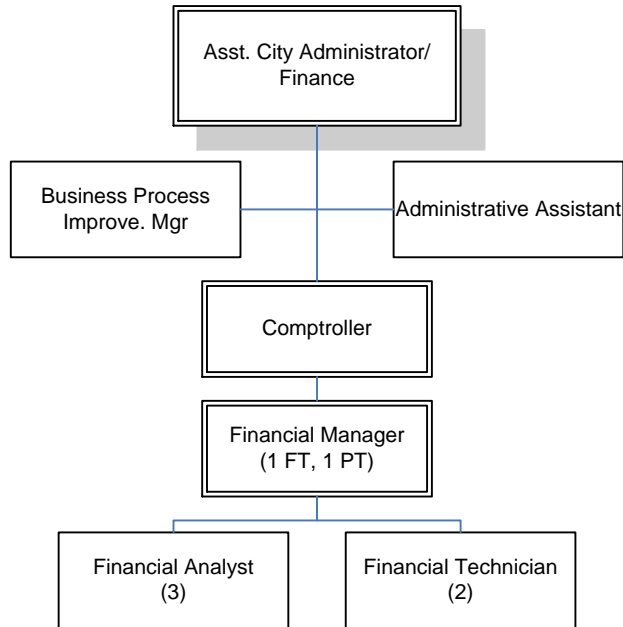 Asst. City Administrator/
Finance
Business Process
Improve. Mgr
Administrative Assistant
Comptroller
Financial Manager
(1 FT, 1 PT)
Financial Analyst
(3)
Financial Technician
(2)